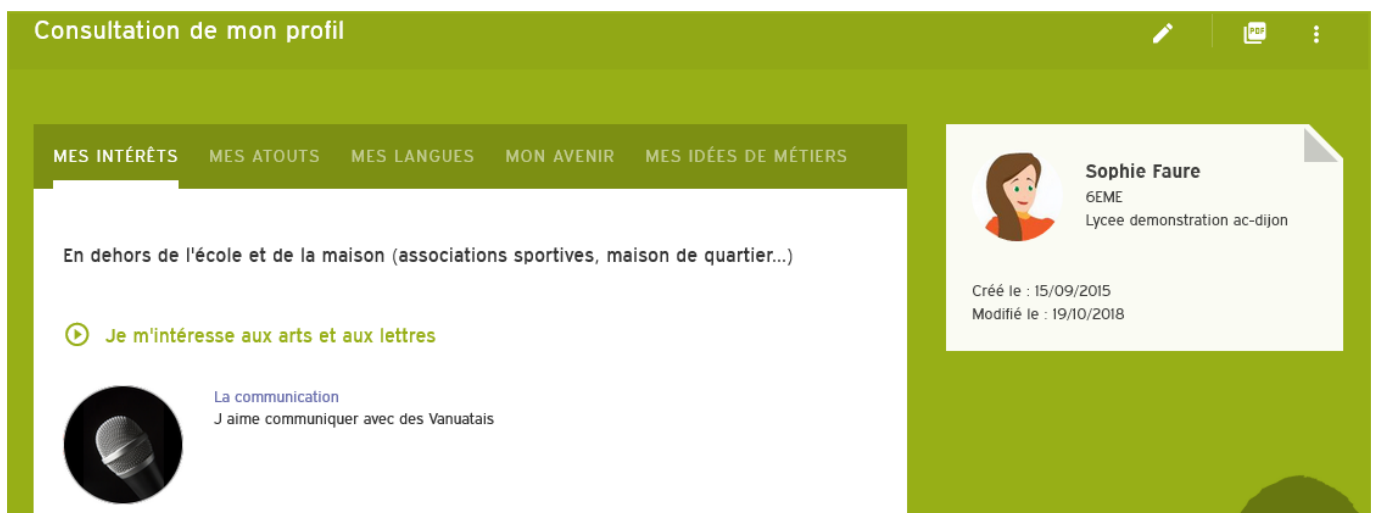 Consultation de mon profil
PDF
MES INTÉRÊTS MES ATOUTS MES LANGUES MON AVENIR MES IDÉES DE MÉTIERS
En dehors de l'école et de la maison (associations sportives, maison de quartier...)
Je m'intéresse aux arts et aux lettres
La communication
J aime communiquer avec des Vanuatais
Sophie Faure
6EME
Lycee demonstration ac-dijon
Créé le : 15/09/2015
Modifié le : 19/10/2018